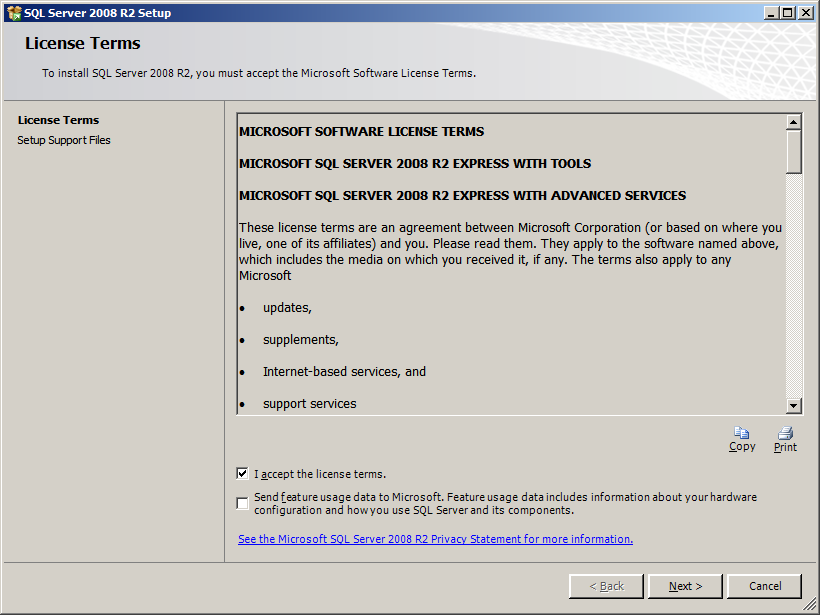 SQL Server 2008 R2 Setup
License Terms
To install SQL Server 2008 R2, you must accept the Microsoft Software License Terms.
License Terms
Setup Support Files
MICROSOFT SOFTWARE LICENSE TERMS
MICROSOFT SQL SERVER 2008 R2 EXPRESS WITH TOOLS
MICROSOFT SQL SERVER 2008 R2 EXPRESS WITH ADVANCED SERVICES
These license terms are an agreement between Microsoft Corporation (or based on where you
live, one of its affiliates) and you. Please read them. They apply to the software named above,
which includes the media on which you received it, if any. The terms also apply to any
Microsoft
• updates,
• supplements,
• Internet-based services, and
• support services
Copy
Print
I accept the license terms.
Send feature usage data to Microsoft. Feature usage data includes information about your hardware
configuration and how you use SQL Server and its components.
See the Microsoft SQL Server 2008 R2 Privacy Statement for more information.
< Back
Next >
Cancel